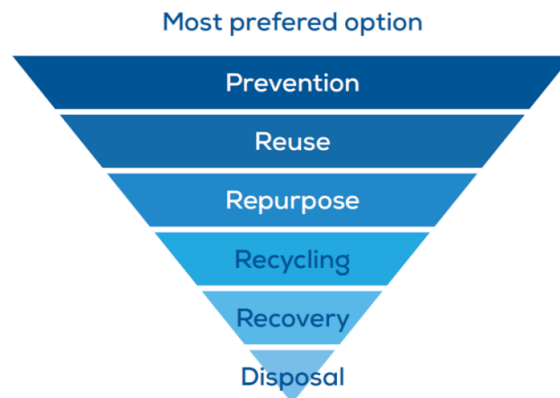 Most prefered option
Prevention
Reuse
Repurpose
Recycling
Recovery
Disposal